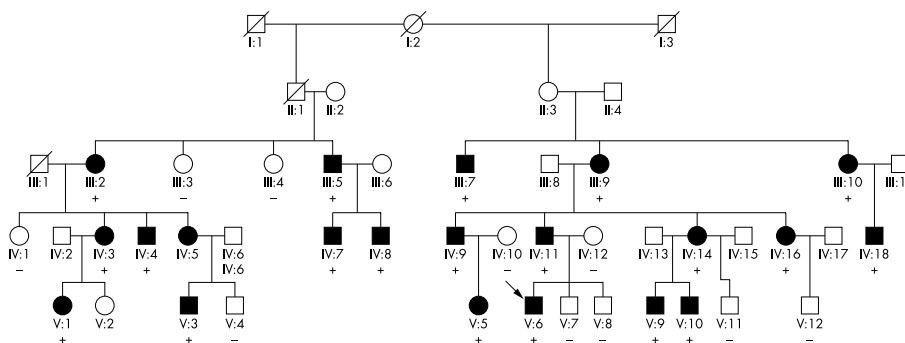 I:1 I:2 I:3
II:1 II:2 II:3 II:4
III:1 III:2 III:3 III:4 III:5 III:6 III:7 III:8 III:9 III:10 III:1
+ − − + + + +
IV:1 IV:2 IV:3 IV:4 IV:5 IV:6 IV:7 IV:8 IV:9 IV:10 IV:11 IV:12 IV:13 IV:14 IV:15 IV:16 IV:17 IV:18
− + + + IV:6 + + + − + − + + +
V:1 V:2 V:3 V:4 V:5 V:6 V:7 V:8 V:9 V:10 V:11 V:12
+ + − + + − − + + − −